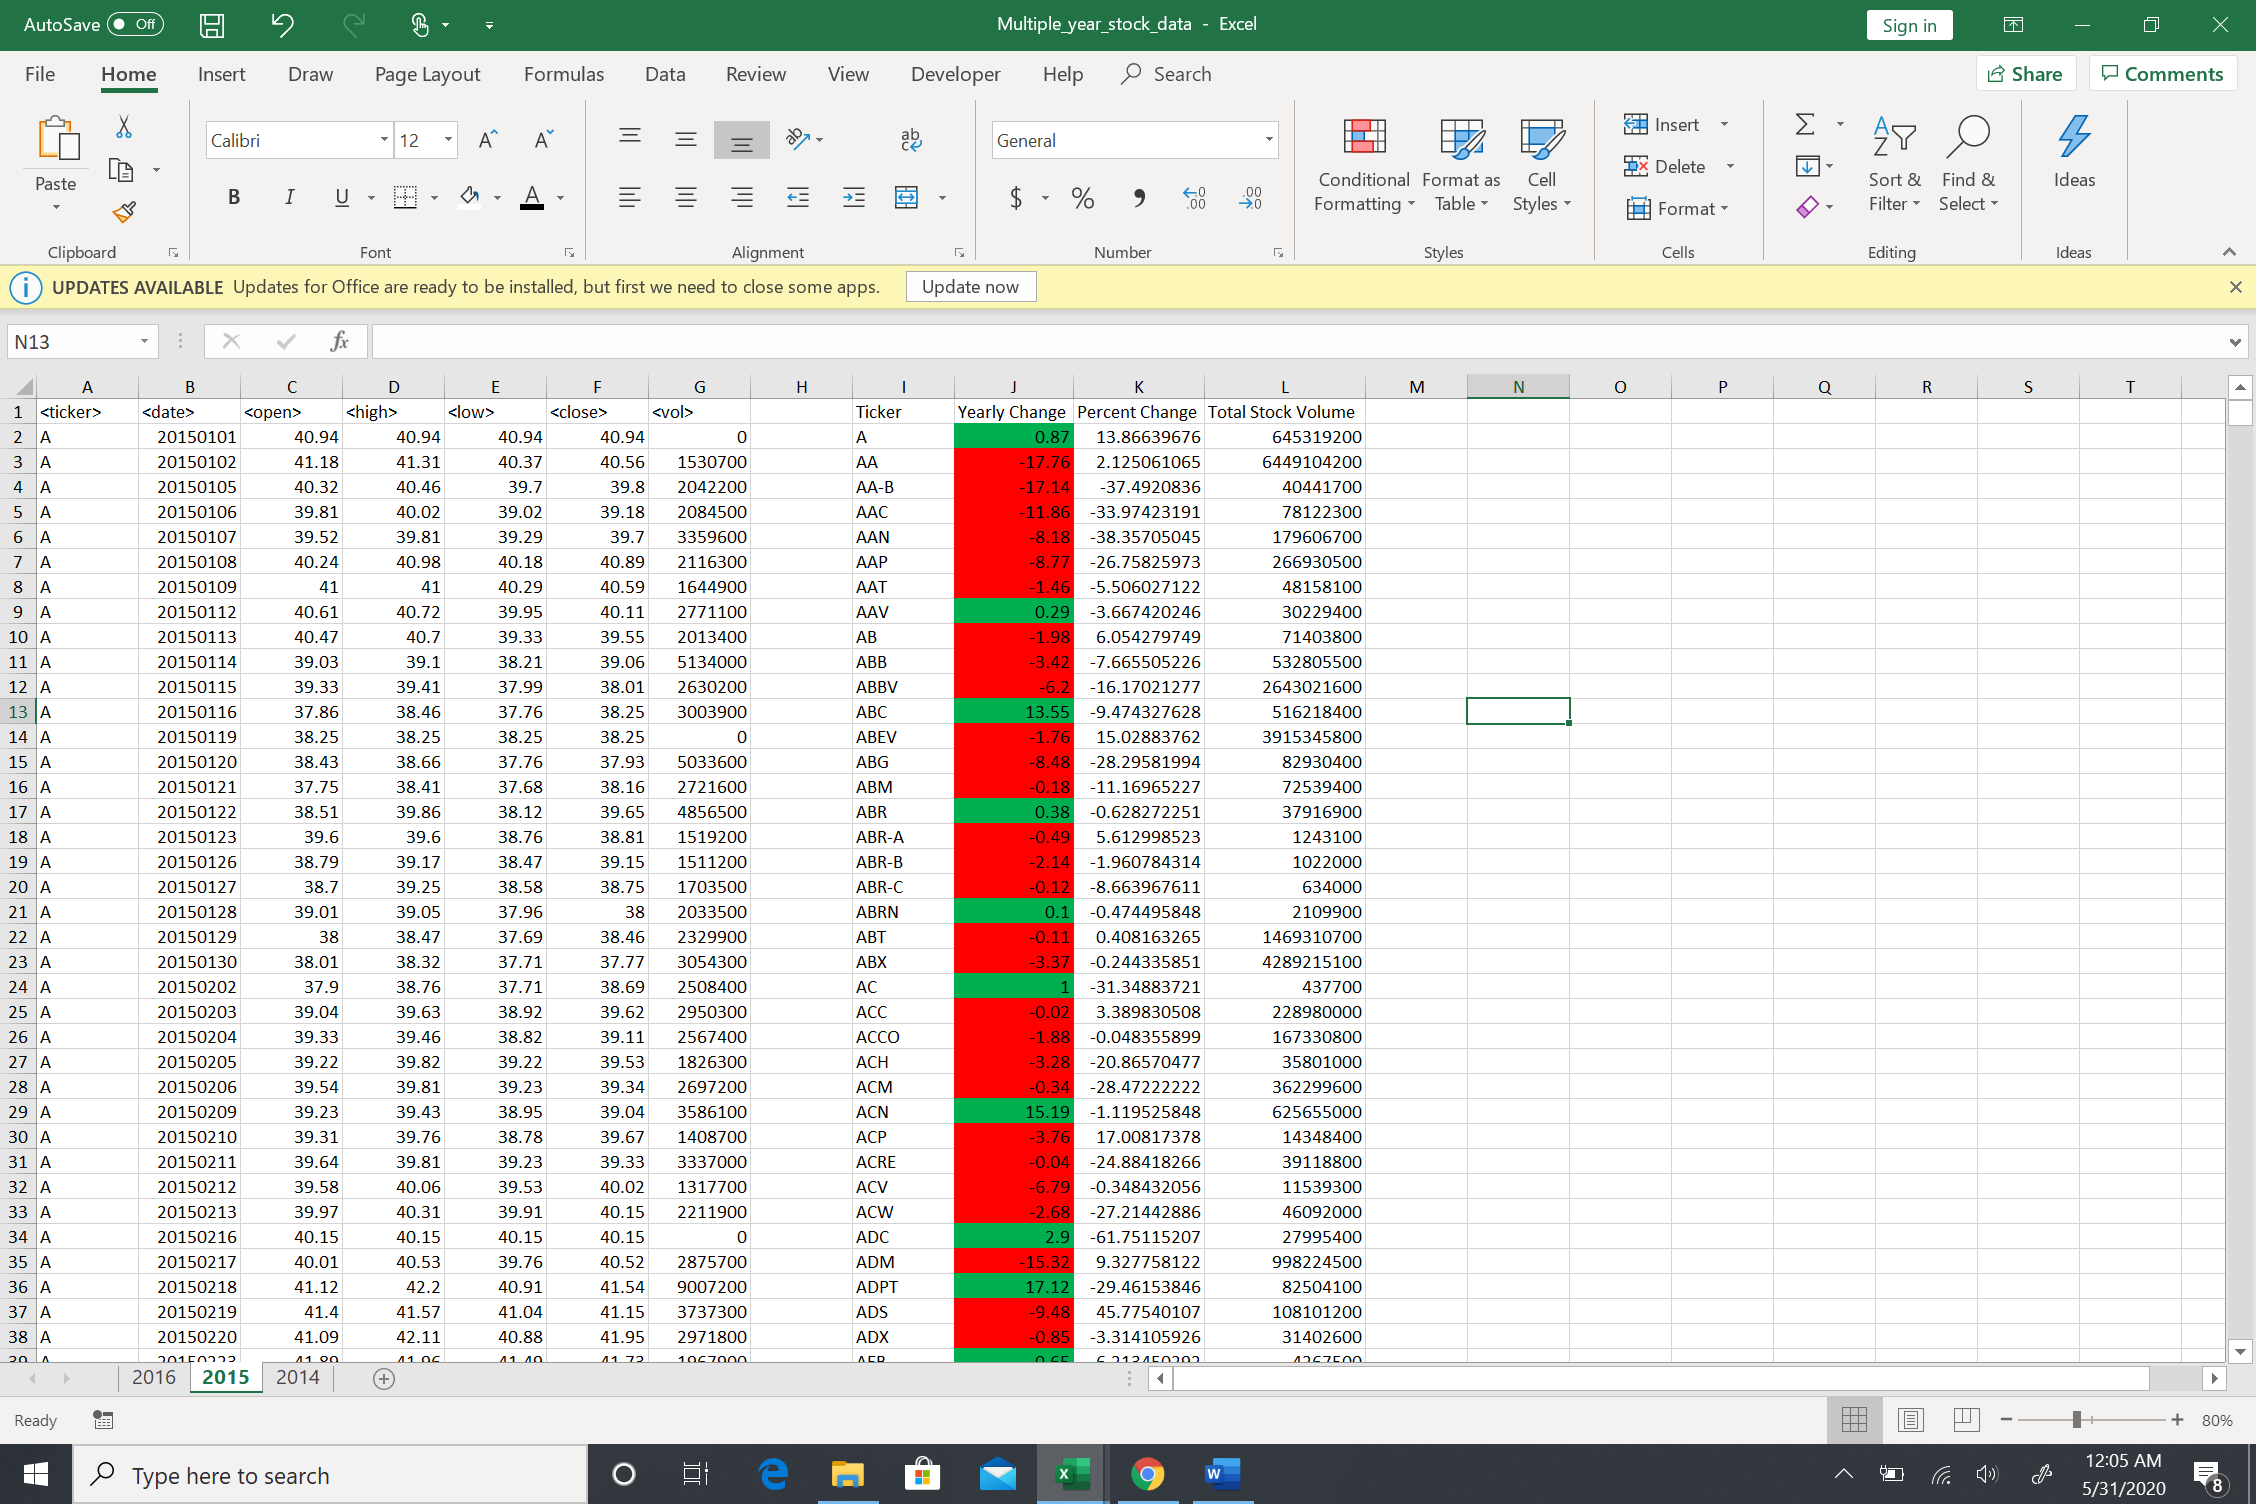 AutoSave Off Multiple_year_stock_data - Excel Sign in
File Home Insert Draw Page Layout Formulas Data Review View Developer Help Search Share Comments
Paste
Clipboard
Calibri 12
B I U A
Font
ab c
Alignment
General
$ % , .00 .0
Number
Conditional Formatting
Format as Table
Cell Styles
Styles
Insert
Delete
Format
Cells
Sort & Filter
Find & Select
Editing
Ideas
Ideas
UPDATES AVAILABLE Updates for Office are ready to be installed, but first we need to close some apps. Update now
N13 fx
A B C D E F G H I J K L M N O P Q R S T
1 <ticker> <date> <open> <high> <low> <close> <vol> Ticker Yearly Change Percent Change Total Stock Volume
2 A 20150101 40.94 40.94 40.94 40.94 0 A 0.87 13.86639676 645319200
3 A 20150102 41.18 41.31 40.37 40.56 1530700 AA -17.76 2.125061065 6449104200
4 A 20150105 40.32 40.46 39.7 39.8 2042200 AA-B -17.14 -37.4920836 40441700
5 A 20150106 39.81 40.02 39.02 39.18 2084500 AAC -11.86 -33.97423191 78122300
6 A 20150107 39.52 39.81 39.29 39.7 3359600 AAN -8.18 -38.35705045 179606700
7 A 20150108 40.24 40.98 40.18 40.89 2116300 AAP -8.77 -26.75825973 266930500
8 A 20150109 41 41 40.29 40.59 1644900 AAT -1.46 -5.506027122 48158100
9 A 20150112 40.61 40.72 39.95 40.11 2771100 AAV 0.29 -3.667420246 30229400
10 A 20150113 40.47 40.7 39.33 39.55 2013400 AB -1.98 6.054279749 71403800
11 A 20150114 39.03 39.1 38.21 39.06 5134000 ABB -3.42 -7.665505226 532805500
12 A 20150115 39.33 39.41 37.99 38.01 2630200 ABBV -6.2 -16.17021277 2643021600
13 A 20150116 37.86 38.46 37.76 38.25 3003900 ABC 13.55 -9.474327628 516218400
14 A 20150119 38.25 38.25 38.25 38.25 0 ABEV -1.76 15.02883762 3915345800
15 A 20150120 38.43 38.66 37.76 37.93 5033600 ABG -8.48 -28.29581994 82930400
16 A 20150121 37.75 38.41 37.68 38.16 2721600 ABM -0.18 -11.16965227 72539400
17 A 20150122 38.51 39.86 38.12 39.65 4856500 ABR 0.38 -0.628272251 37916900
18 A 20150123 39.6 39.6 38.76 38.81 1519200 ABR-A -0.49 5.612998523 1243100
19 A 20150126 38.79 39.17 38.47 39.15 1511200 ABR-B -2.14 -1.960784314 1022000
20 A 20150127 38.7 39.25 38.58 38.75 1703500 ABR-C -0.12 -8.663967611 634000
21 A 20150128 39.01 39.05 37.96 38 2033500 ABRN 0.1 -0.474495848 2109900
22 A 20150129 38 38.47 37.69 38.46 2329900 ABT -0.11 0.408163265 1469310700
23 A 20150130 38.01 38.32 37.71 37.77 3054300 ABX -3.37 -0.244335851 4289215100
24 A 20150202 37.9 38.76 37.71 38.69 2508400 AC 1 -31.34883721 437700
25 A 20150203 39.04 39.63 38.92 39.62 2950300 ACC -0.02 3.389830508 228980000
26 A 20150204 39.33 39.46 38.82 39.11 2567400 ACCO -1.88 -0.048355899 167330800
27 A 20150205 39.22 39.82 39.22 39.53 1826300 ACH -3.28 -20.86570477 35801000
28 A 20150206 39.54 39.81 39.23 39.34 2697200 ACM -0.34 -28.47222222 362299600
29 A 20150209 39.23 39.43 38.95 39.04 3586100 ACN 15.19 -1.119525848 625655000
30 A 20150210 39.31 39.76 38.78 39.67 1408700 ACP -3.76 17.00817378 14348400
31 A 20150211 39.64 39.81 39.23 39.33 3337000 ACRE -0.04 -24.88418266 39118800
32 A 20150212 39.58 40.06 39.53 40.02 1317700 ACV -6.79 -0.348432056 11539300
33 A 20150213 39.97 40.31 39.91 40.15 2211900 ACW -2.68 -27.21442886 46092000
34 A 20150216 40.15 40.15 40.15 40.15 0 ADC 2.9 -61.75115207 27995400
35 A 20150217 40.01 40.53 39.76 40.52 2875700 ADM -15.32 9.327758122 998224500
36 A 20150218 41.12 42.2 40.91 41.54 9007200 ADPT 17.12 -29.46153846 82504100
37 A 20150219 41.4 41.57 41.04 41.15 3737300 ADS -9.48 45.77540107 108101200
38 A 20150220 41.09 42.11 40.88 41.95 2971800 ADX -0.85 -3.314105926 31402600
2016 2015 2014
Ready 80%
Type here to search
12:05 AM
5/31/2020
8